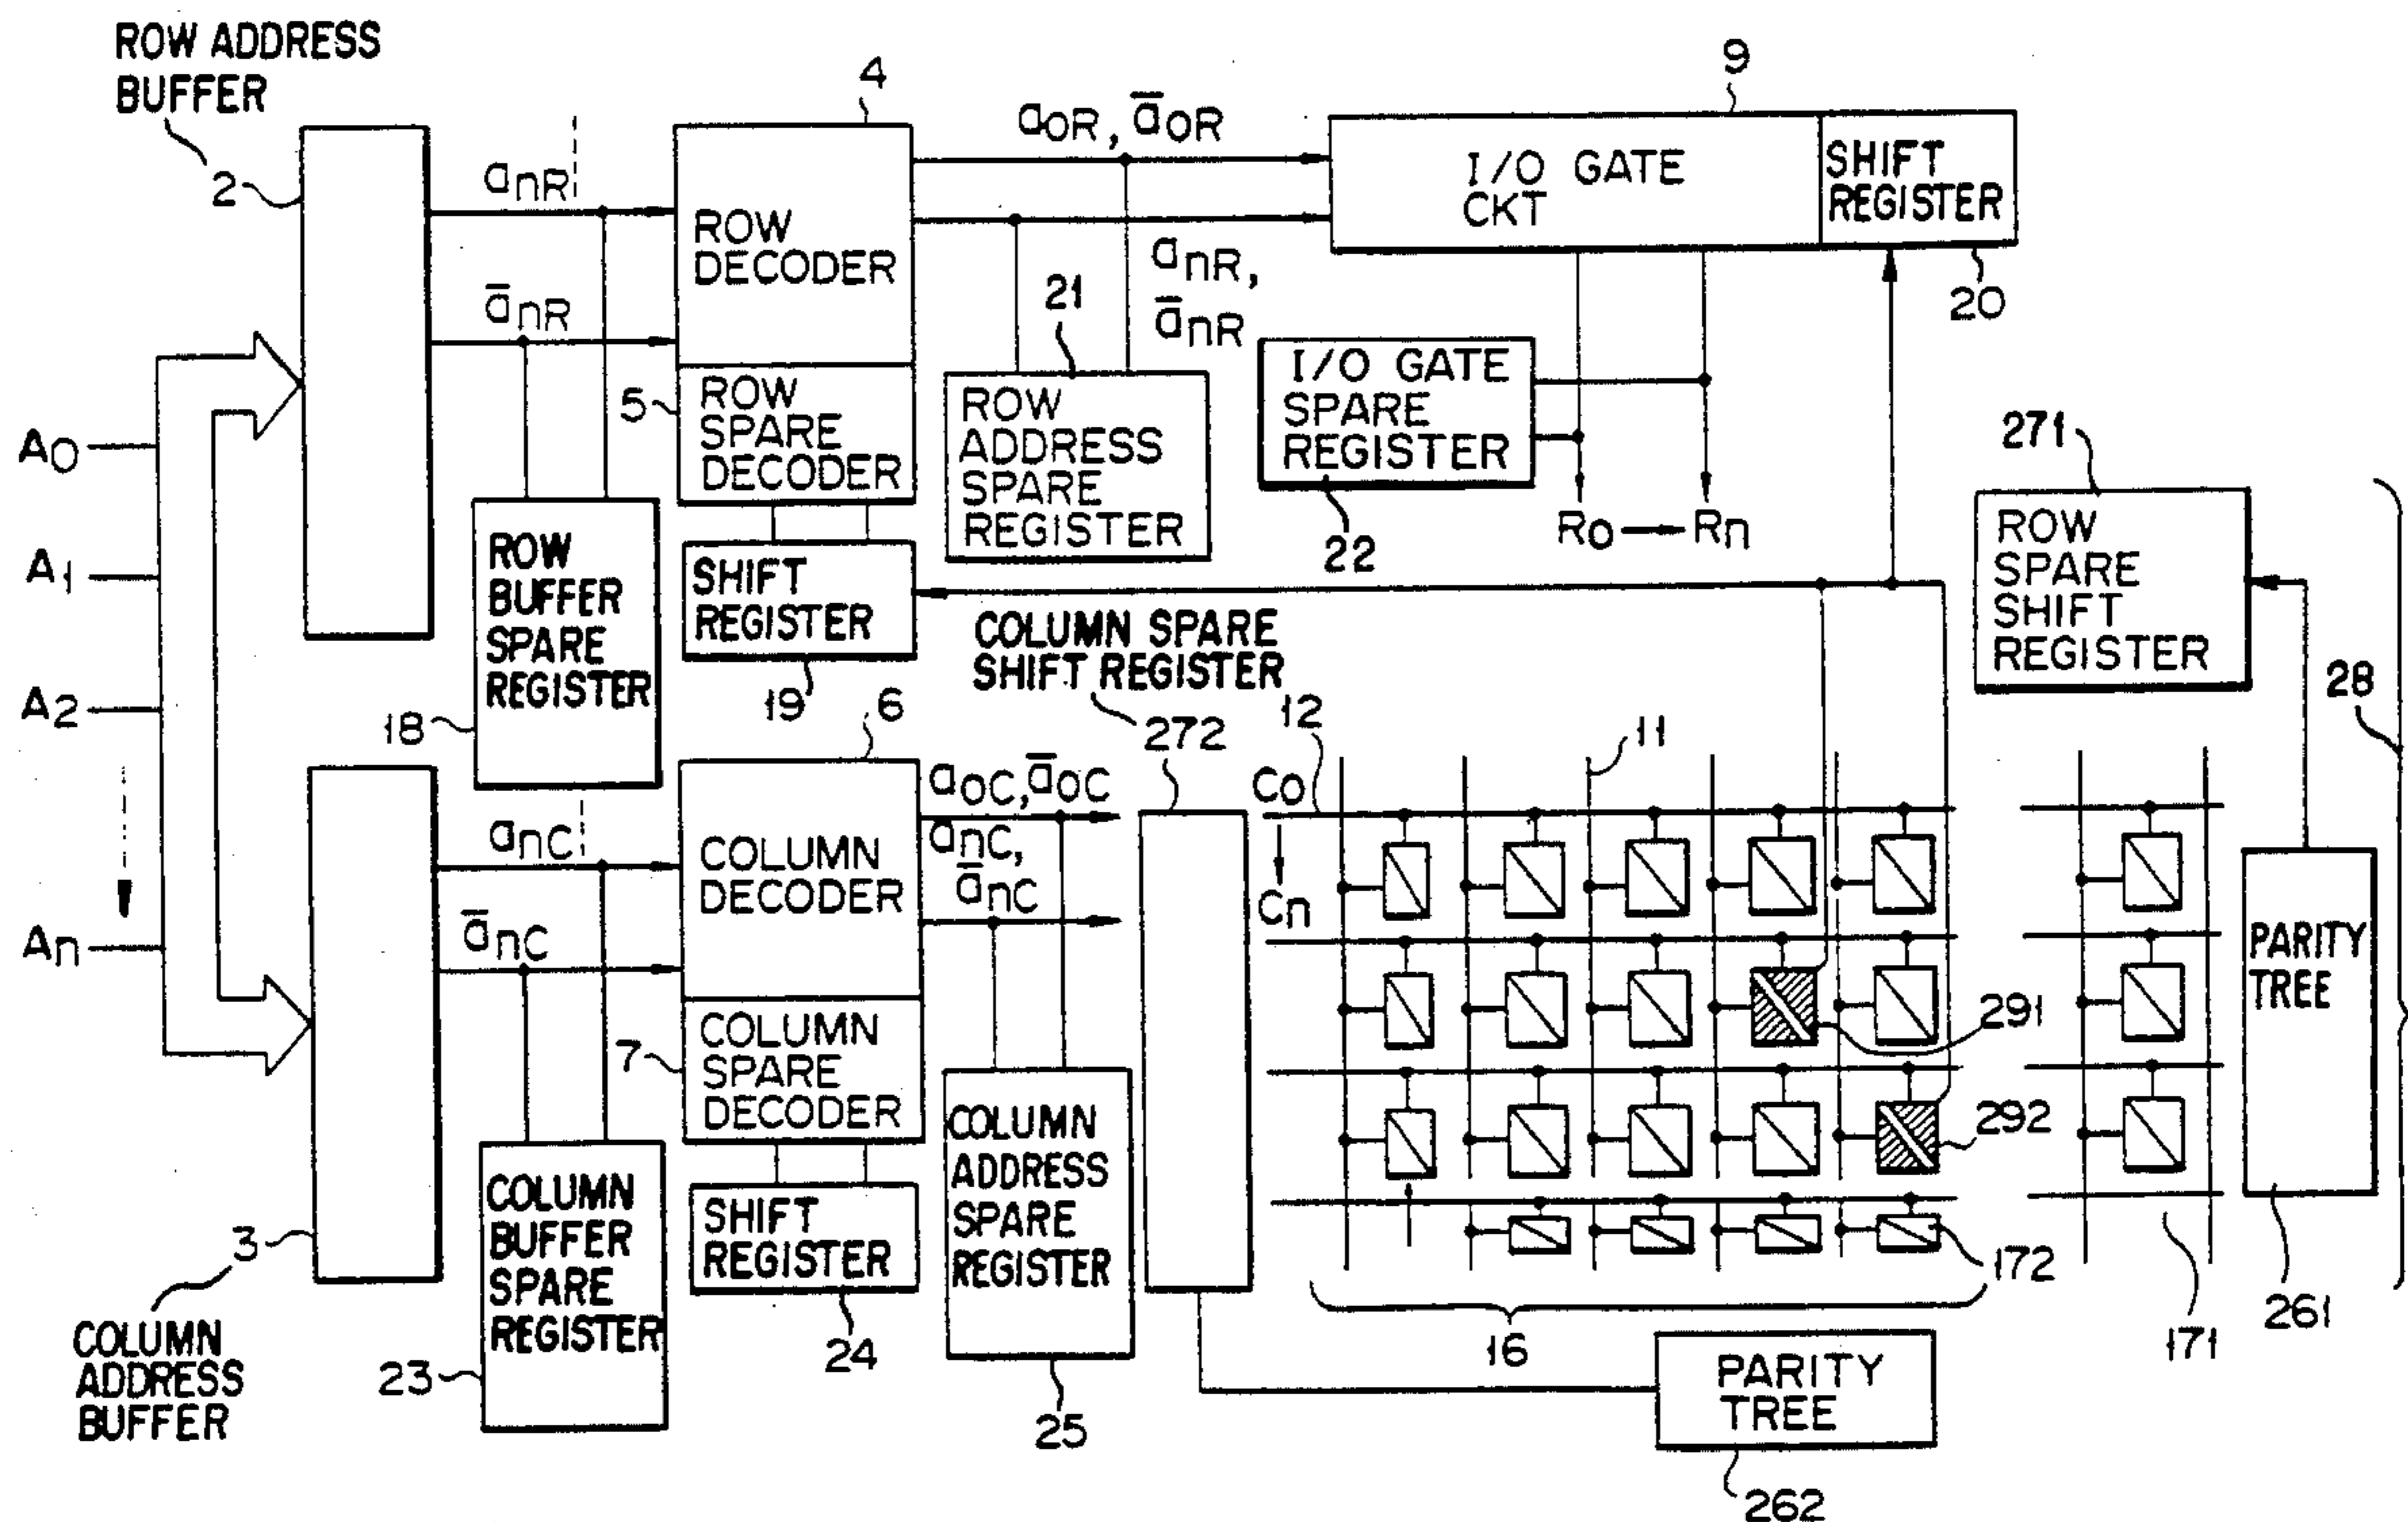 ROW ADDRESS
BUFFER
2
anR
ānR
4
ROW
DECODER
5
ROW
SPARE
DECODER
a0R, ā0R
anR,
ānR
9
I/O GATE
CKT
SHIFT
REGISTER
20
21
ROW
ADDRESS
SPARE
REGISTER
I/O GATE
SPARE
REGISTER
22
R0 → Rn
271
ROW
SPARE
SHIFT
REGISTER
28
A0
A1
A2
An
ROW
BUFFER
SPARE
REGISTER
18
SHIFT
REGISTER
19
COLUMN SPARE
SHIFT REGISTER
272
12
11
6
anC
ānC
COLUMN
DECODER
7
COLUMN
SPARE
DECODER
a0C, ā0C
anC,
ānC
C0
Cn
291
292
172
16
171
PARITY
TREE
261
3
COLUMN
ADDRESS
BUFFER
COLUMN
BUFFER
SPARE
REGISTER
23
SHIFT
REGISTER
24
COLUMN
ADDRESS
SPARE
REGISTER
25
PARITY
TREE
262